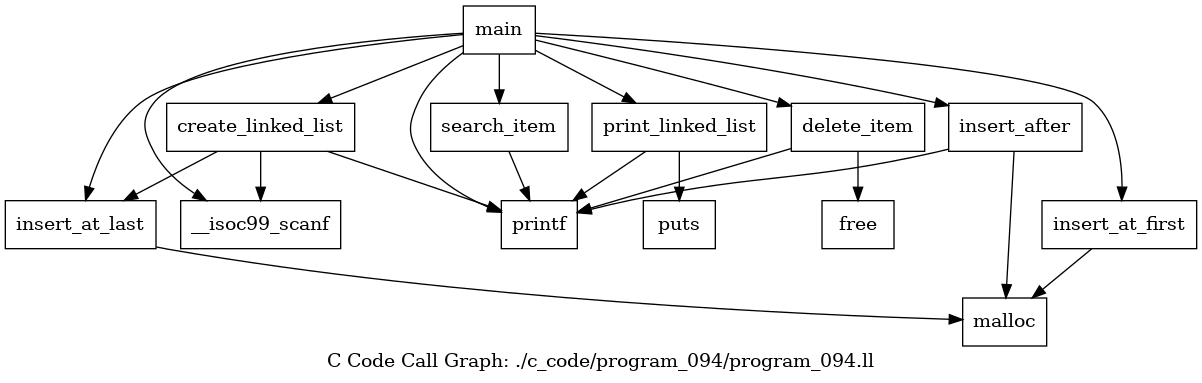 main
create_linked_list
search_item
print_linked_list
delete_item
insert_after
insert_at_last
__isoc99_scanf
printf
puts
free
insert_at_first
malloc
C Code Call Graph: ./c_code/program_094/program_094.ll